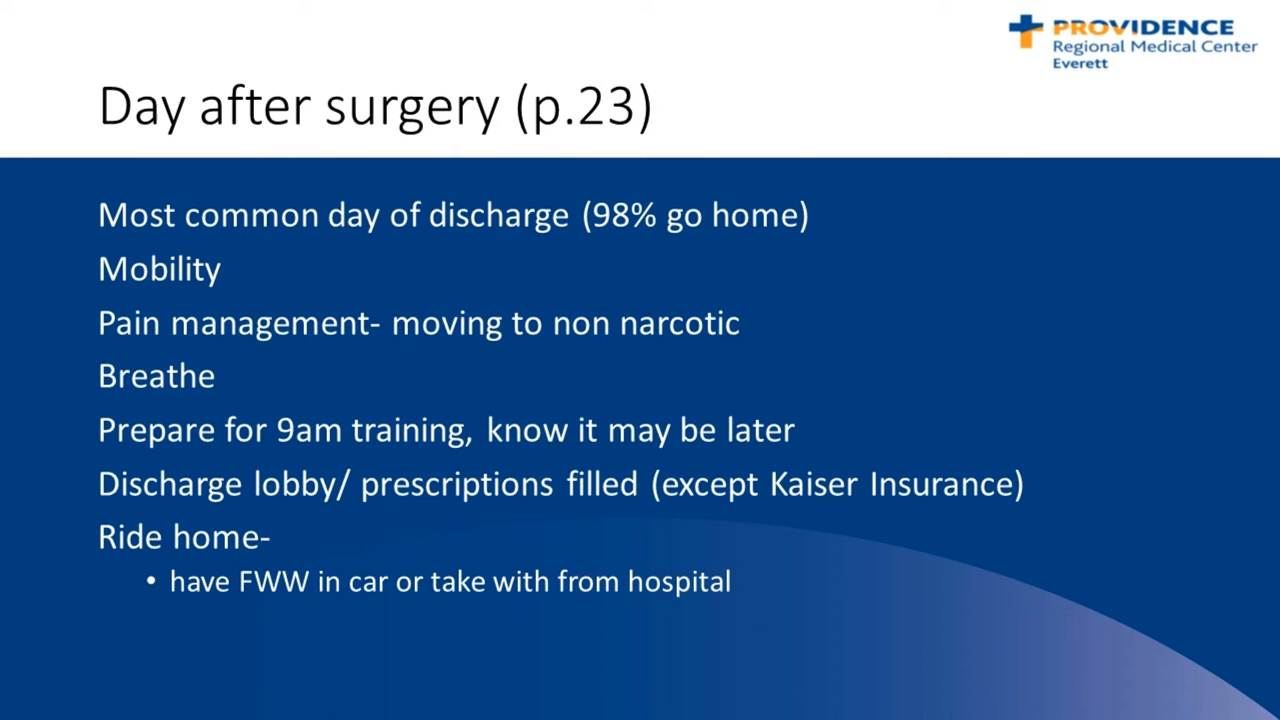 PROVIDENCE
Regional Medical Center
Everett
Day after surgery (p.23)
Most common day of discharge (98% go home)
Mobility
Pain management- moving to non narcotic
Breathe
Prepare for 9am training, know it may be later
Discharge lobby/ prescriptions filled (except Kaiser Insurance)
Ride home-
• have FWW in car or take with from hospital